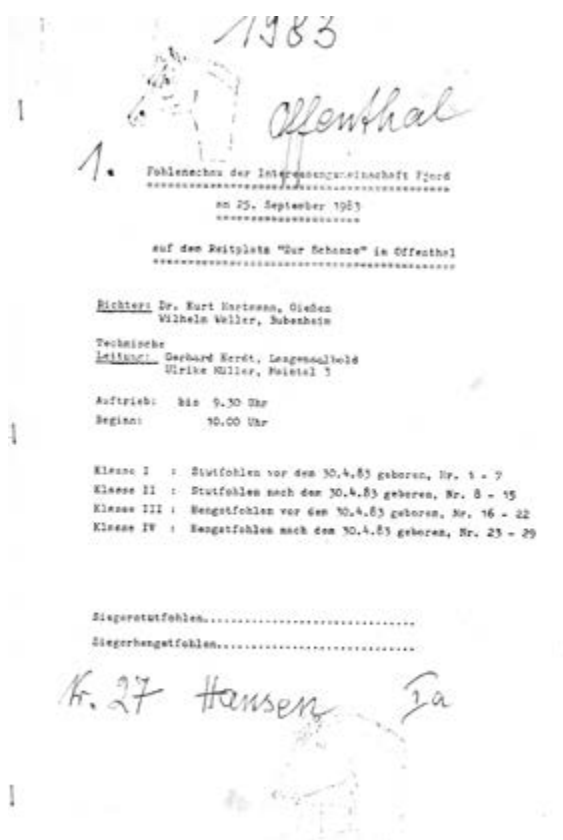 1983
Offenthal
1. Fohlenschau der Interessengemeinschaft Fjord
am 25. September 1983
auf dem Reitplatz "Zur Schanze" in Offenthal
Richter: Dr. Kurt Hartmann, Gießen
Wilhelm Weller, Bubenheim
Technische
Leitung: Gerhard Kerdt, Langenselbold
Ulrike Müller, Maintal 3
Auftrieb: bis 9.30 Uhr
Beginn: 10.00 Uhr
Klasse I : Stutfohlen vor dem 30.4.83 geboren, Nr. 1 - 7
Klasse II : Stutfohlen nach dem 30.4.83 geboren, Nr. 8 - 15
Klasse III : Hengstfohlen vor dem 30.4.83 geboren, Nr. 16 - 22
Klasse IV : Hengstfohlen nach dem 30.4.83 geboren, Nr. 23 - 29
Siegerstutfohlen..............................
Siegerhengstfohlen............................
Nr. 27 Hansen Ia